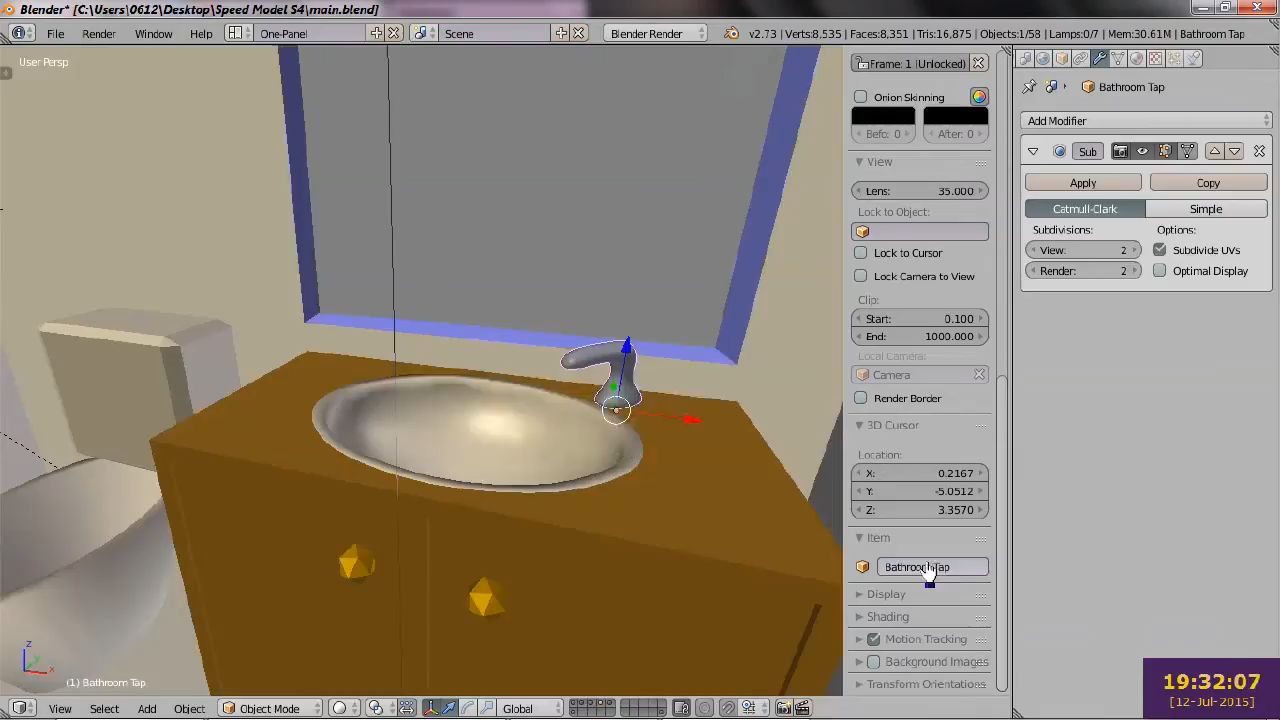 Blender* [C:\Users\0612\Desktop\Speed Model S4\main.blend]
File Render Window Help One-Panel Scene Blender Render v2.73 | Verts:8,535 | Faces:8,351 | Tris:16,875 | Objects:1/58 | Lamps:0/7 | Mem:30.61M | Bathroom Tap
User Persp
Frame: 1 (Unlocked)
Onion Skinning
Befo: 0 After: 0
View
Lens: 35.000
Lock to Object:
Lock to Cursor
Lock Camera to View
Clip:
Start: 0.100
End: 1000.000
Local Camera:
Camera
Render Border
3D Cursor
Location:
X: 0.2167
Y: -5.0512
Z: 3.3570
Item
Bathroom Tap
Display
Shading
Motion Tracking
Background Images
Transform Orientations
Bathroom Tap
Add Modifier
Sub
Apply Copy
Catmull-Clark Simple
Subdivisions: Options:
View: 2 Subdivide UVs
Render: 2 Optimal Display
z
y
x
(1) Bathroom Tap
View Select Add Object Object Mode Global
19:32:07
[12-Jul-2015]